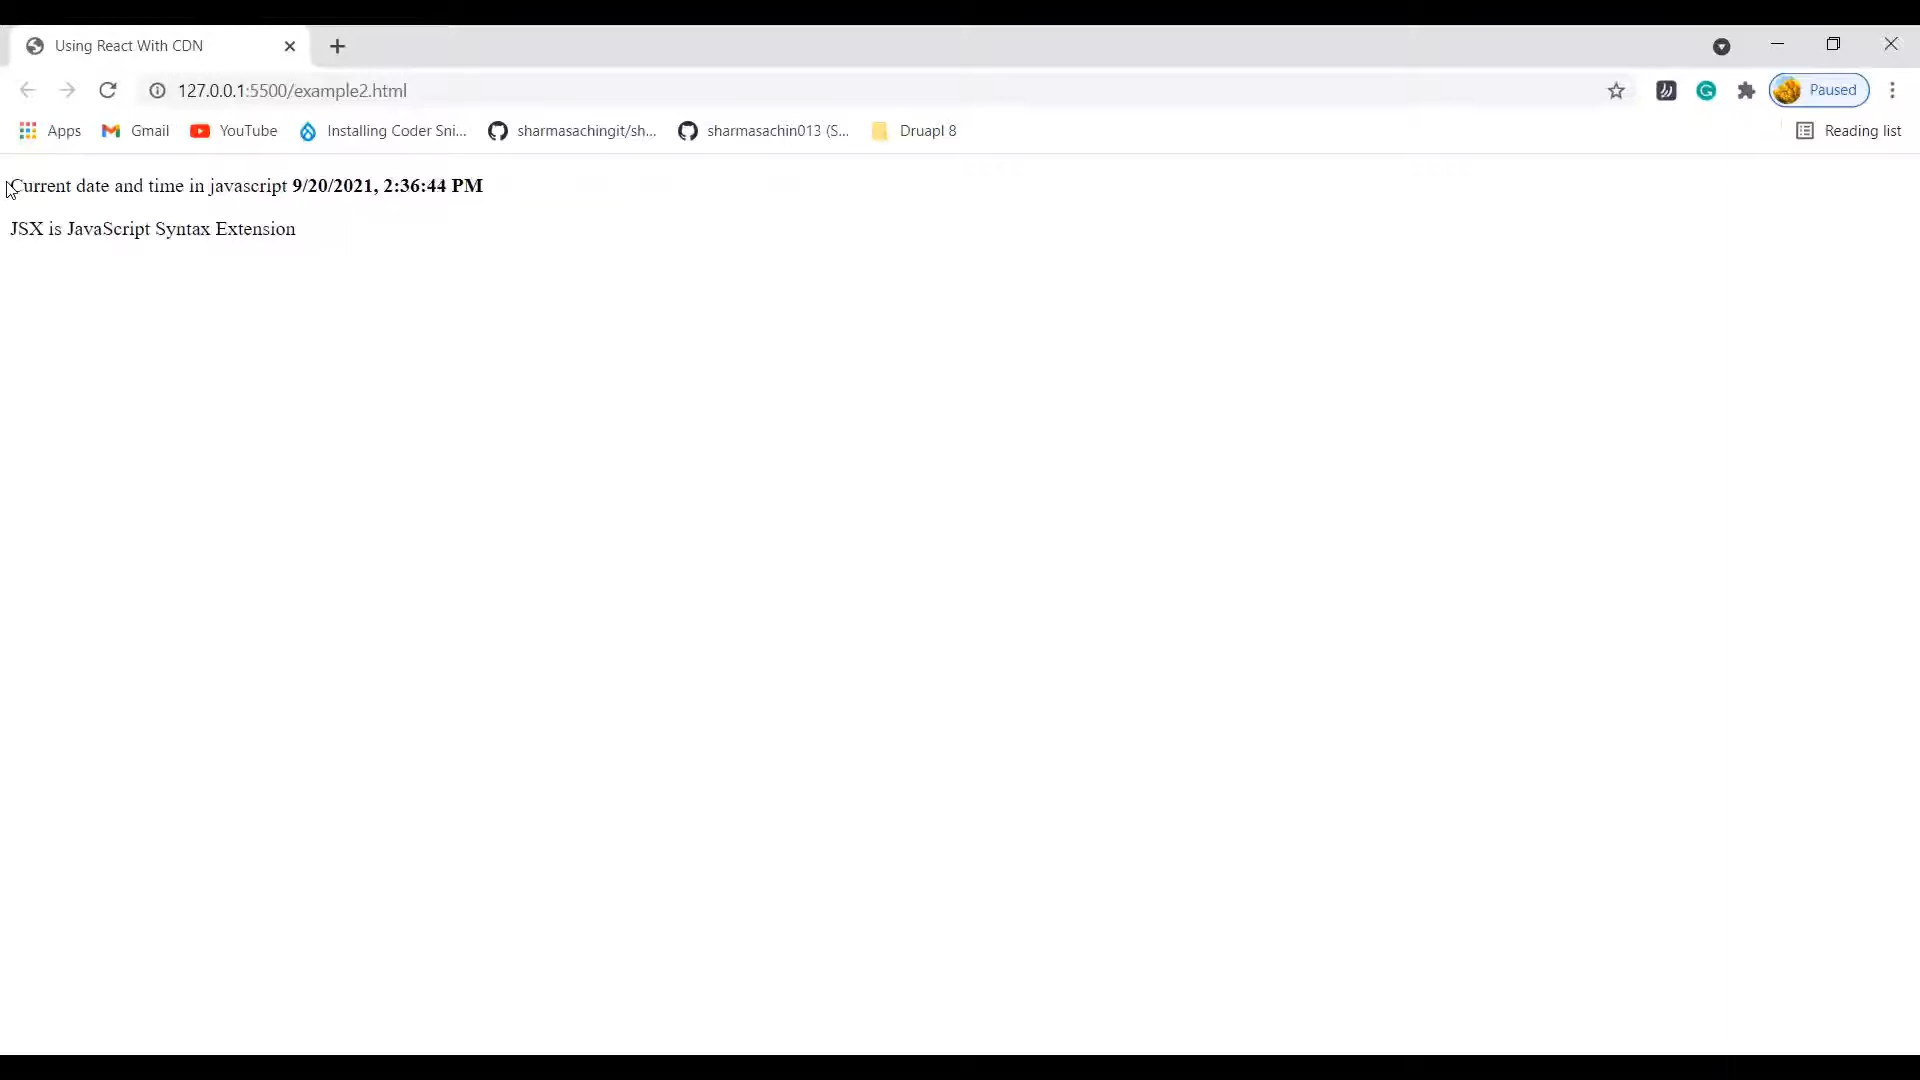 Using React With CDN
127.0.0.1:5500/example2.html
Paused
Apps
Gmail
YouTube
Installing Coder Sni...
sharmasachingit/sh...
sharmasachin013 (S...
Druapl 8
Reading list
Current date and time in javascript 9/20/2021, 2:36:44 PM
JSX is JavaScript Syntax Extension